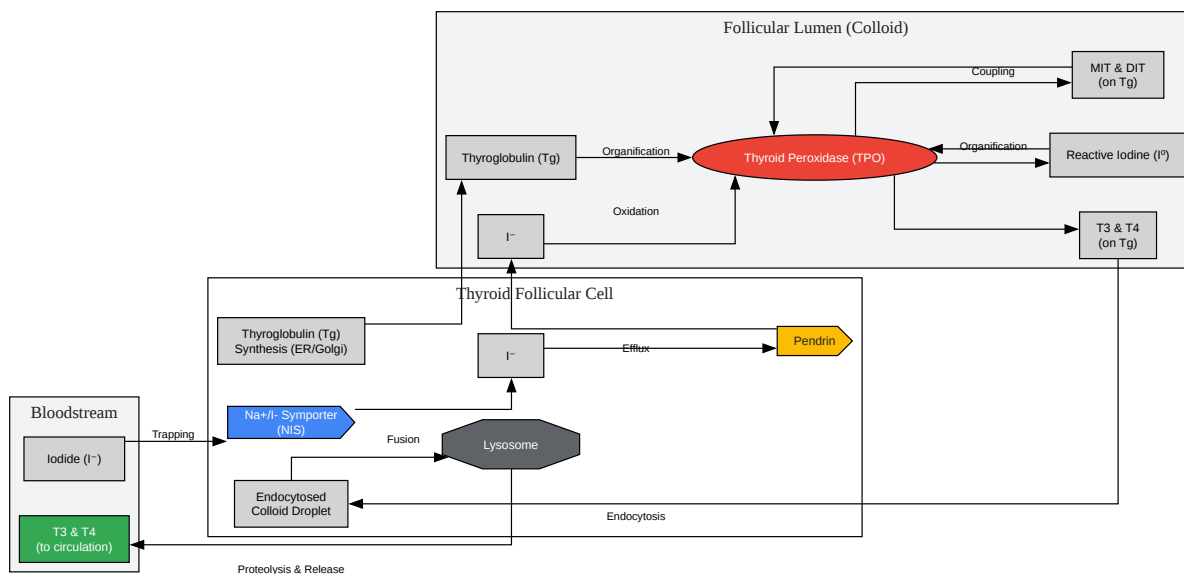 Follicular Lumen (Colloid)
MIT & DIT
(on Tg)
Coupling
Thyroglobulin (Tg)
Organification
Thyroid Peroxidase (TPO)
Organification
Reactive Iodine (I⁰)
Oxidation
I⁻
T3 & T4
(on Tg)
Thyroid Follicular Cell
Thyroglobulin (Tg)
Synthesis (ER/Golgi)
I⁻
Efflux
Pendrin
Bloodstream
Iodide (I⁻)
Trapping
Na+/I- Symporter
(NIS)
Fusion
Lysosome
Endocytosed
Colloid Droplet
Endocytosis
T3 & T4
(to circulation)
Proteolysis & Release